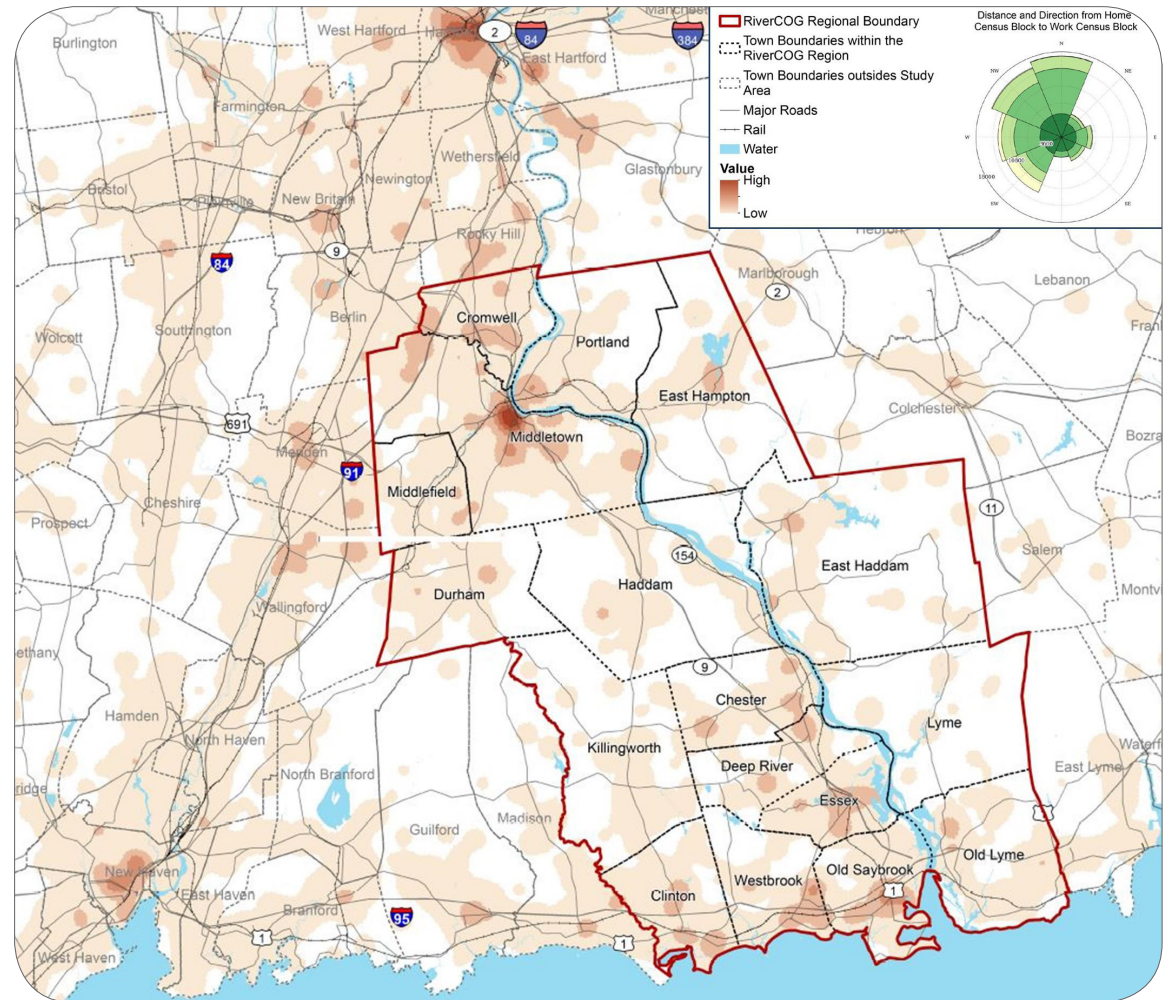 RiverCOG Regional Boundary
Town Boundaries within the
RiverCOG Region
Town Boundaries outsides Study
Area
Major Roads
Rail
Water
Value
High
Low
Distance and Direction from Home
Census Block to Work Census Block
N
NW
NE
W
E
5000
10000
15000
SW
SE
Burlington
West Hartford
2
84
Manchester
384
East Hartford
Farmington
Wethersfield
Glastonbury
Bristol
Plainville
New Britain
Newington
Rocky Hill
Hebron
9
84
Marlborough
2
Lebanon
Wolcott
Southington
Berlin
Cromwell
Portland
East Hampton
Colchester
691
Meriden
91
Middletown
Middlefield
Cheshire
Prospect
11
Salem
154
Haddam
East Haddam
Durham
Wallingford
9
Chester
Lyme
Hamden
North Haven
Killingworth
Deep River
East Lyme
North Branford
Essex
Guilford
Madison
New Haven
East Haven
Branford
95
Clinton
Westbrook
Old Saybrook
1
Old Lyme
1
1
West Haven